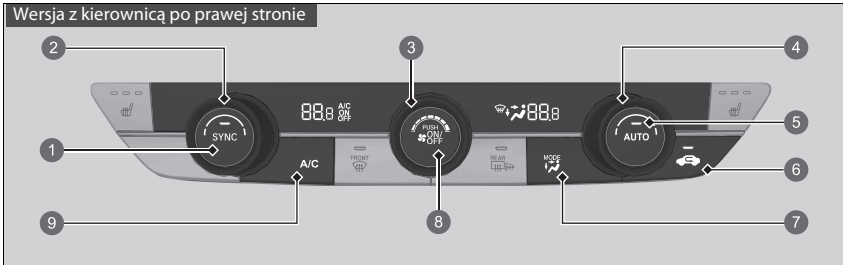 Wersja z kierownicą po prawej stronie
2
3
4
88.8 A/C ON OFF
88.8
PUSH
ON/
OFF
SYNC
AUTO
5
1
A/C
FRONT
REAR
MODE
6
9
8
7